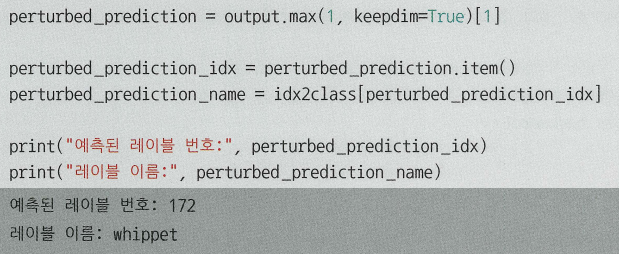 perturbed_prediction = output.max(1, keepdim=True)[1]
perturbed_prediction_idx = perturbed_prediction.item()
perturbed_prediction_name = idx2class[perturbed_prediction_idx]
print("예측된 레이블 번호:", perturbed_prediction_idx)
print("레이블 이름:", perturbed_prediction_name)
예측된 레이블 번호: 172
레이블 이름: whippet